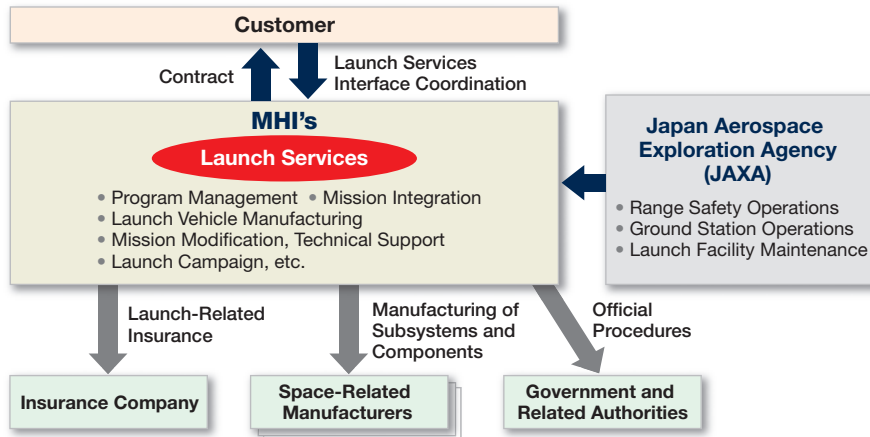 Customer
Contract
Launch Services
Interface Coordination
MHI's
Launch Services
• Program Management • Mission Integration
• Launch Vehicle Manufacturing
• Mission Modification, Technical Support
• Launch Campaign, etc.
Japan Aerospace
Exploration Agency
(JAXA)
• Range Safety Operations
• Ground Station Operations
• Launch Facility Maintenance
Launch-Related
Insurance
Manufacturing of
Subsystems and
Components
Official
Procedures
Insurance Company
Space-Related
Manufacturers
Government and
Related Authorities